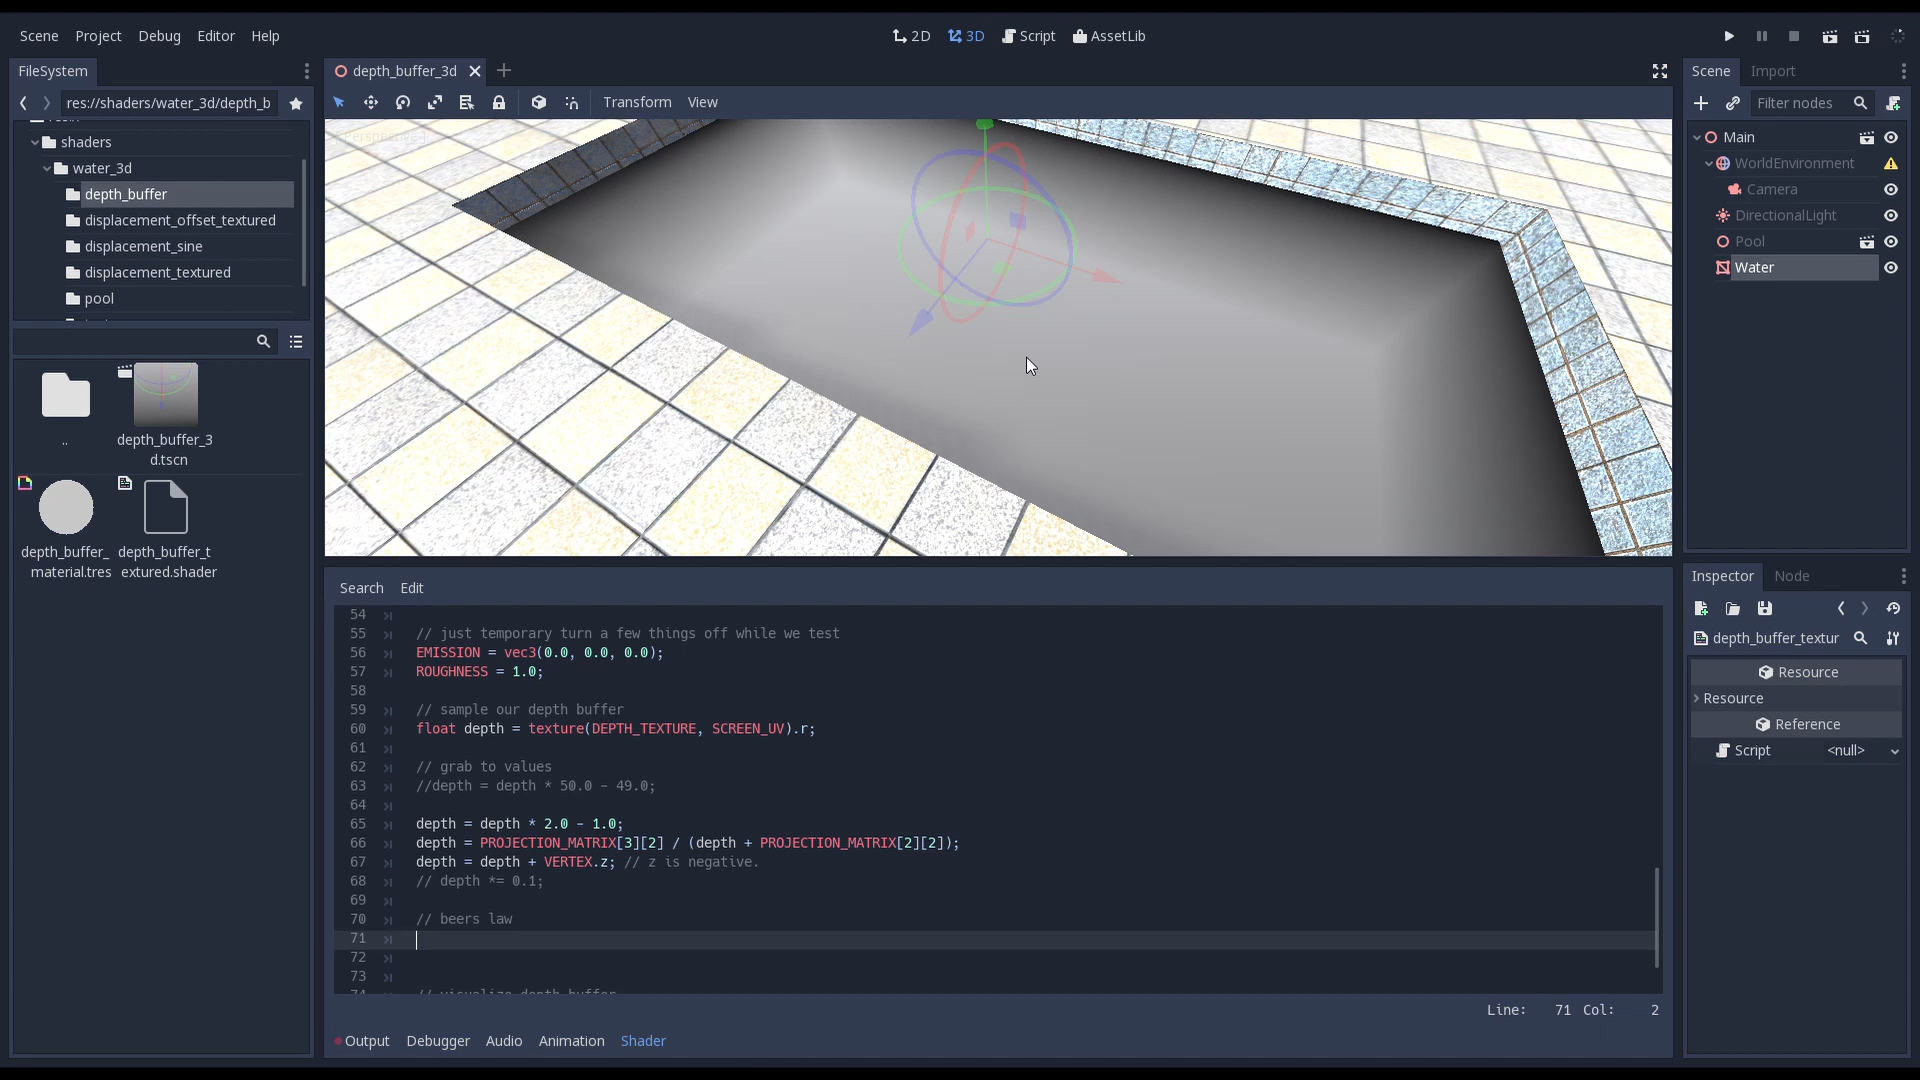 Scene Project Debug Editor Help
2D 3D Script AssetLib
FileSystem
res://shaders/water_3d/depth_b
shaders
water_3d
depth_buffer
displacement_offset_textured
displacement_sine
displacement_textured
pool
..
depth_buffer_3
d.tscn
depth_buffer_
material.tres
depth_buffer_t
extured.shader
depth_buffer_3d
Transform View
Search Edit
54
55 // just temporary turn a few things off while we test
56 EMISSION = vec3(0.0, 0.0, 0.0);
57 ROUGHNESS = 1.0;
58
59 // sample our depth buffer
60 float depth = texture(DEPTH_TEXTURE, SCREEN_UV).r;
61
62 // grab to values
63 //depth = depth * 50.0 - 49.0;
64
65 depth = depth * 2.0 - 1.0;
66 depth = PROJECTION_MATRIX[3][2] / (depth + PROJECTION_MATRIX[2][2]);
67 depth = depth + VERTEX.z; // z is negative.
68 // depth *= 0.1;
69
70 // beers law
71
72
73
74 // visualize depth buffer
Line: 71 Col: 2
Output Debugger Audio Animation Shader
Scene Import
Filter nodes
Main
WorldEnvironment
Camera
DirectionalLight
Pool
Water
Inspector Node
depth_buffer_textur
Resource
Resource
Reference
Script <null>